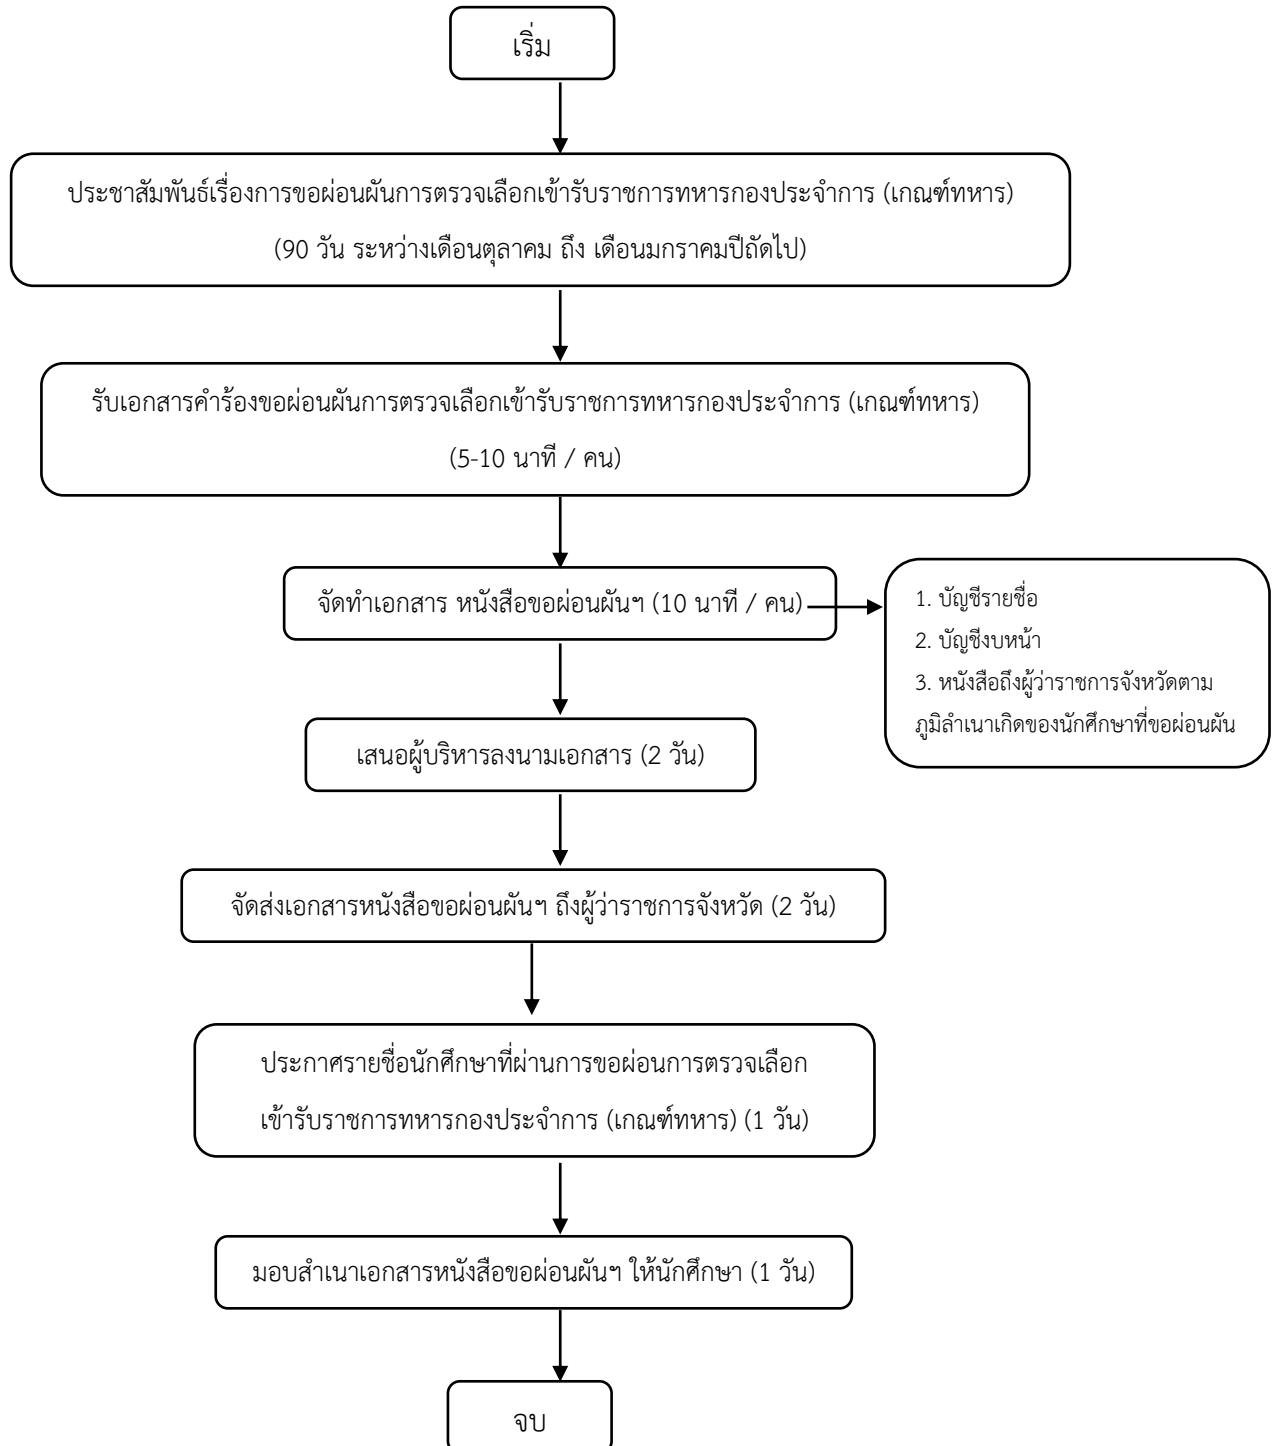 เริ่ม
ประชาสัมพันธ์เรื่องการขอผ่อนผันการตรวจเลือกเข้ารับราชการทหารกองประจำการ (เกณฑ์ทหาร)
(90 วัน ระหว่างเดือนตุลาคม ถึง เดือนมกราคมปีถัดไป)
รับเอกสารคำร้องขอผ่อนผันการตรวจเลือกเข้ารับราชการทหารกองประจำการ (เกณฑ์ทหาร)
(5-10 นาที / คน)
จัดทำเอกสาร หนังสือขอผ่อนผันฯ (10 นาที / คน)
1. บัญชีรายชื่อ
2. บัญชีงบหน้า
3. หนังสือถึงผู้ว่าราชการจังหวัดตาม
ภูมิลำเนาเกิดของนักศึกษาที่ขอผ่อนผัน
เสนอผู้บริหารลงนามเอกสาร (2 วัน)
จัดส่งเอกสารหนังสือขอผ่อนผันฯ ถึงผู้ว่าราชการจังหวัด (2 วัน)
ประกาศรายชื่อนักศึกษาที่ผ่านการขอผ่อนการตรวจเลือก
เข้ารับราชการทหารกองประจำการ (เกณฑ์ทหาร) (1 วัน)
มอบสำเนาเอกสารหนังสือขอผ่อนผันฯ ให้นักศึกษา (1 วัน)
จบ